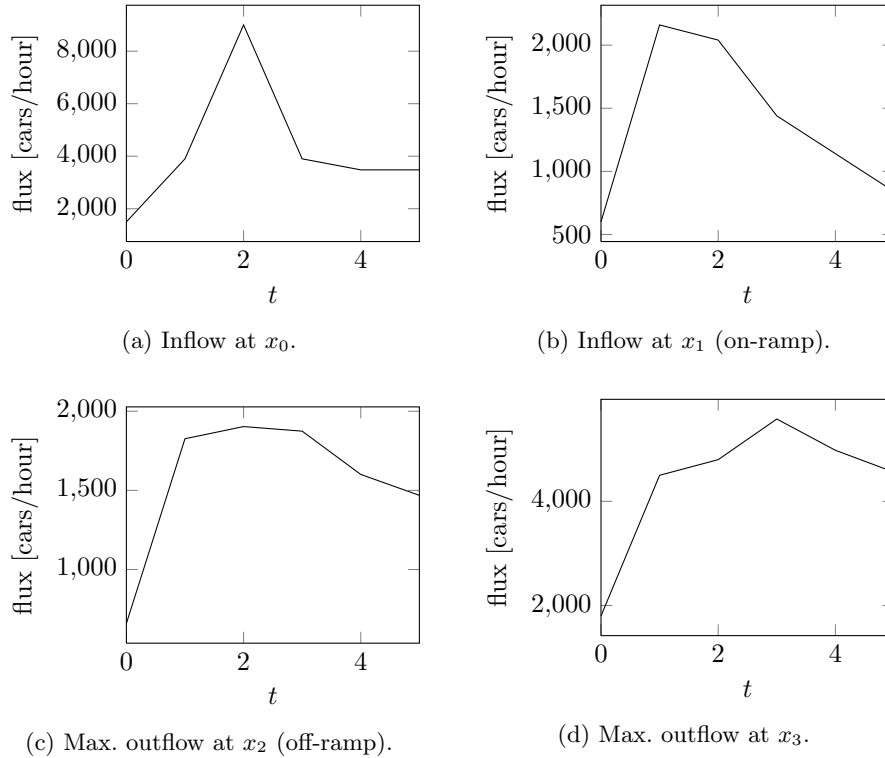 8,000
6,000
4,000
2,000
0 2 4
flux [cars/hour]
t
(a) Inflow at x0.
2,000
1,500
1,000
500
0 2 4
flux [cars/hour]
t
(b) Inflow at x1 (on-ramp).
2,000
1,500
1,000
0 2 4
flux [cars/hour]
t
(c) Max. outflow at x2 (off-ramp).
4,000
2,000
0 2 4
flux [cars/hour]
t
(d) Max. outflow at x3.